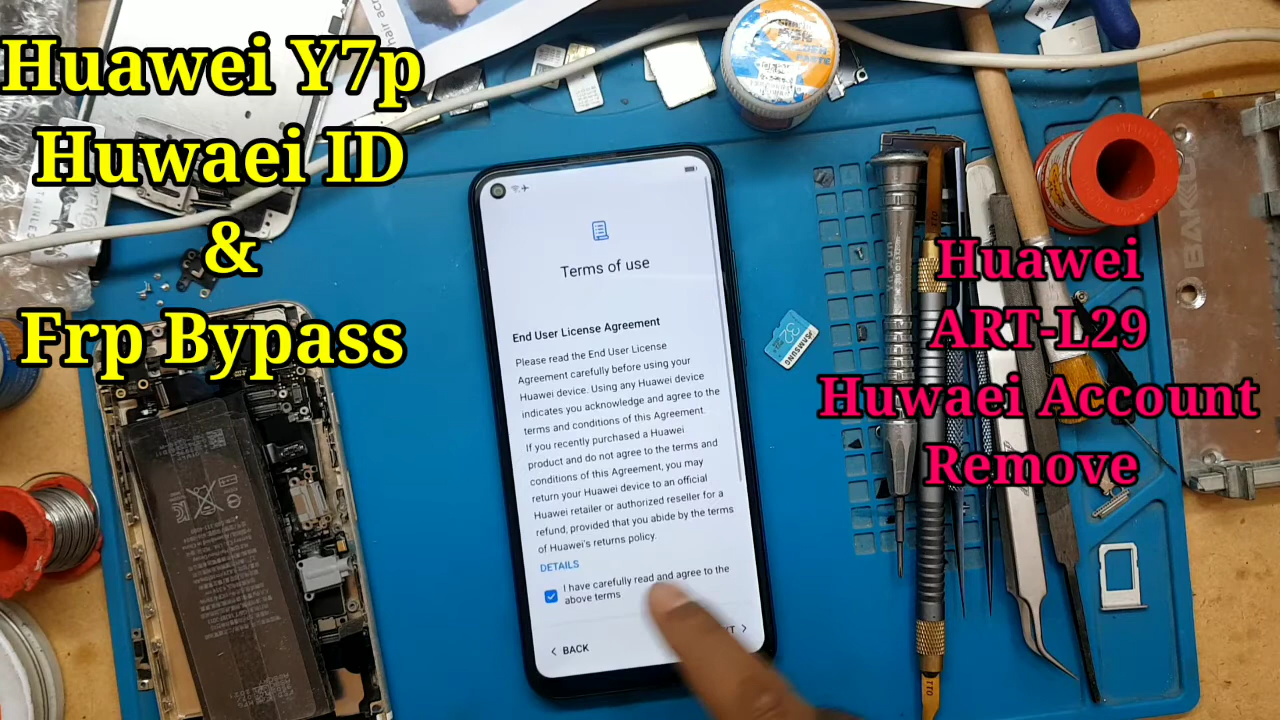 Huawei Y7p
Huwaei ID
&
Frp Bypass
Huawei
ART-L29
Huwaei Account
Remove
Terms of use
End User License Agreement
Please read the End User License
Agreement carefully before using your
Huawei device. Using any Huawei device
indicates you acknowledge and agree to the
terms and conditions of this Agreement.
If you recently purchased a Huawei
product and do not agree to the terms and
conditions of this Agreement, you may
return your Huawei device to an official
Huawei retailer or authorized reseller for a
refund, provided that you abide by the terms
of Huawei's returns policy.
DETAILS
I have carefully read and agree to the
above terms
BACK
hair
SAMSUNG
32
BAKU